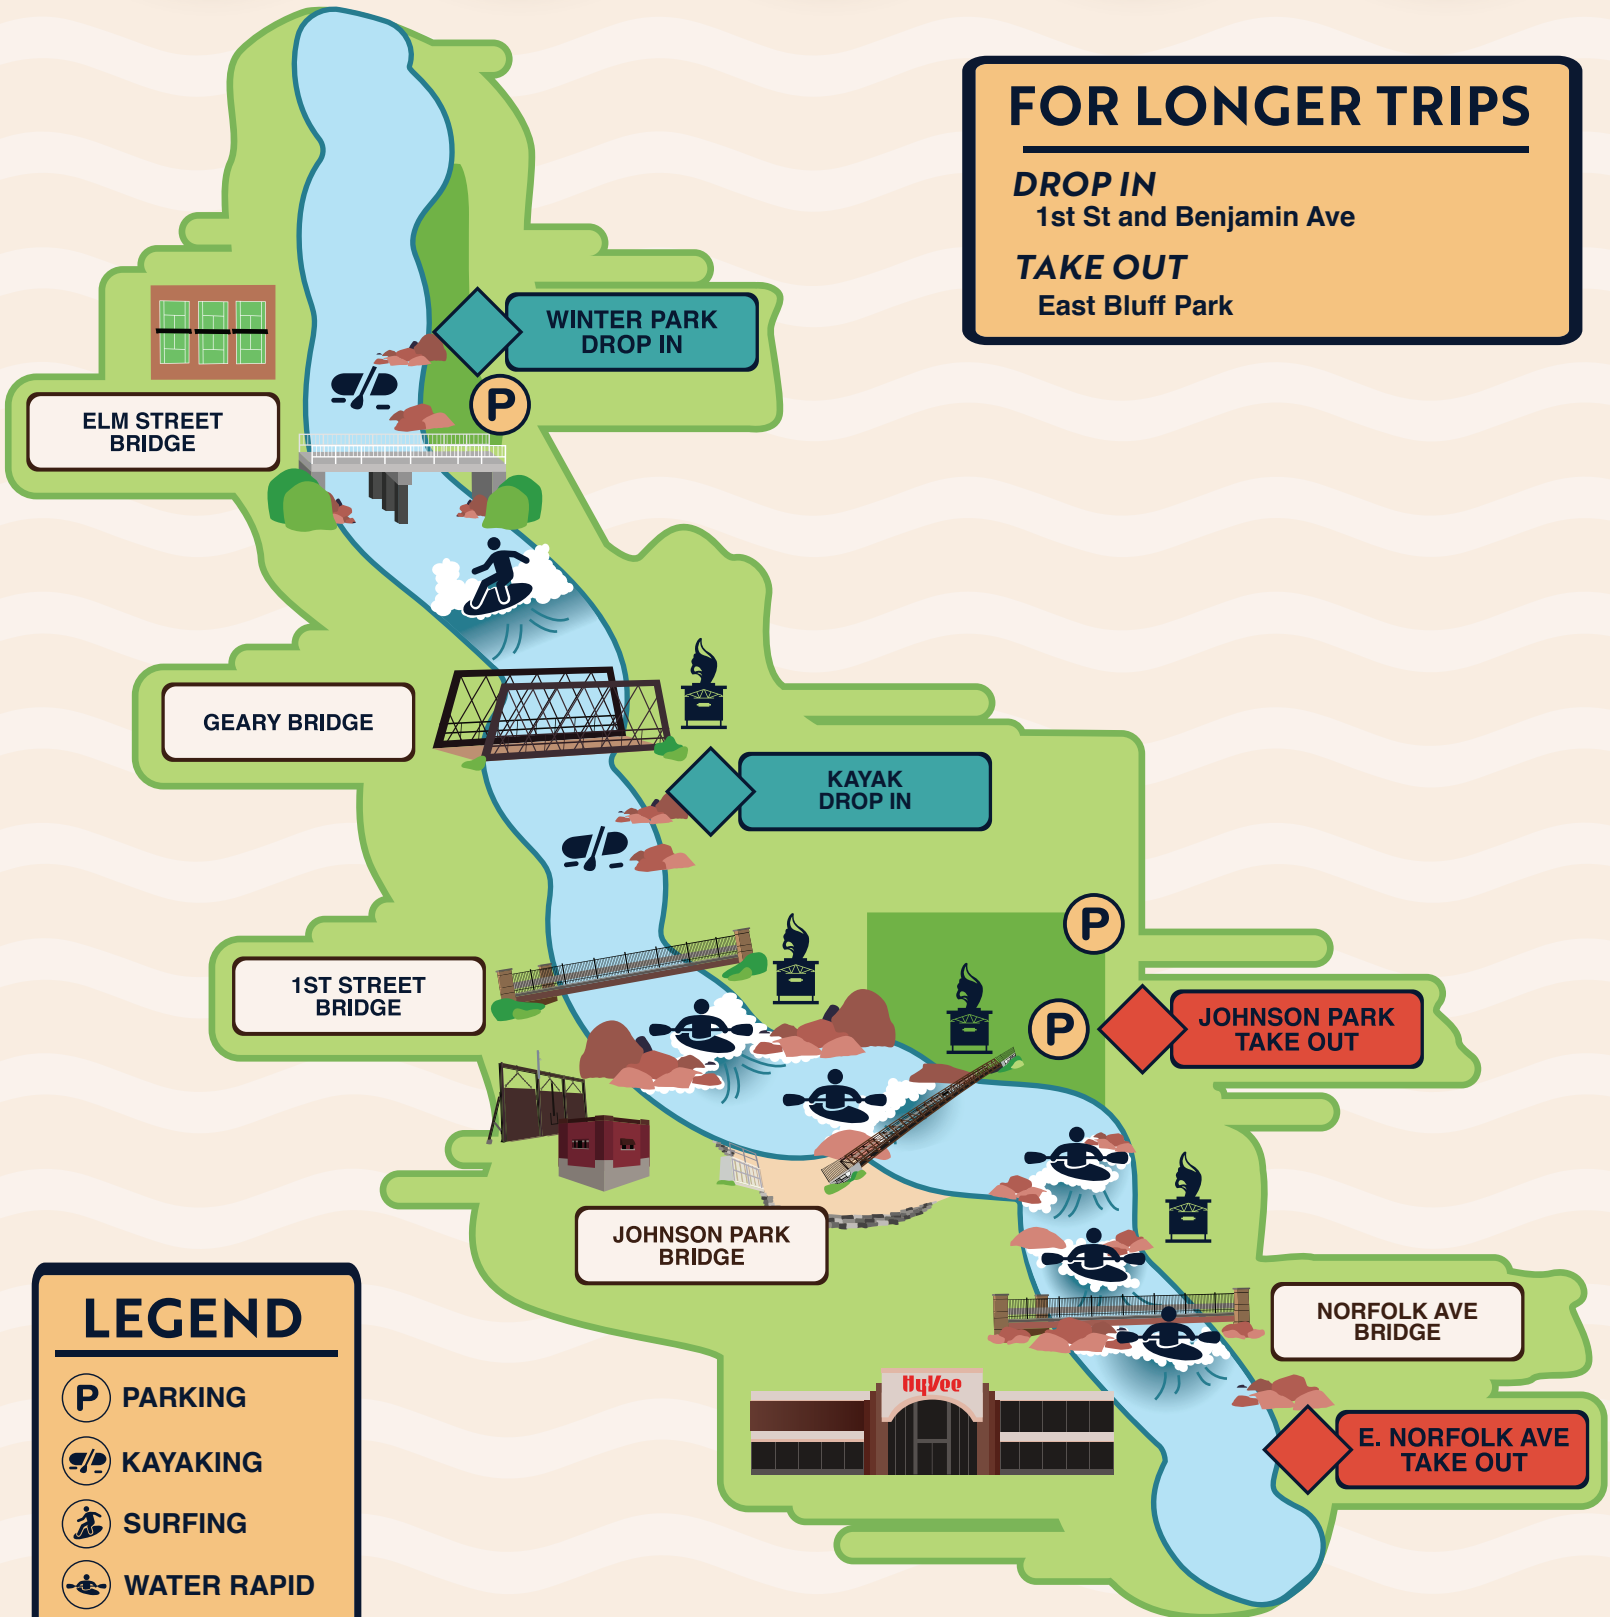 FOR LONGER TRIPS
DROP IN
1st St and Benjamin Ave
TAKE OUT
East Bluff Park
WINTER PARK
DROP IN
P
ELM STREET
BRIDGE
GEARY BRIDGE
KAYAK
DROP IN
P
1ST STREET
BRIDGE
P
JOHNSON PARK
TAKE OUT
JOHNSON PARK
BRIDGE
NORFOLK AVE
BRIDGE
HyVee
E. NORFOLK AVE
TAKE OUT
LEGEND
P PARKING
KAYAKING
SURFING
WATER RAPID